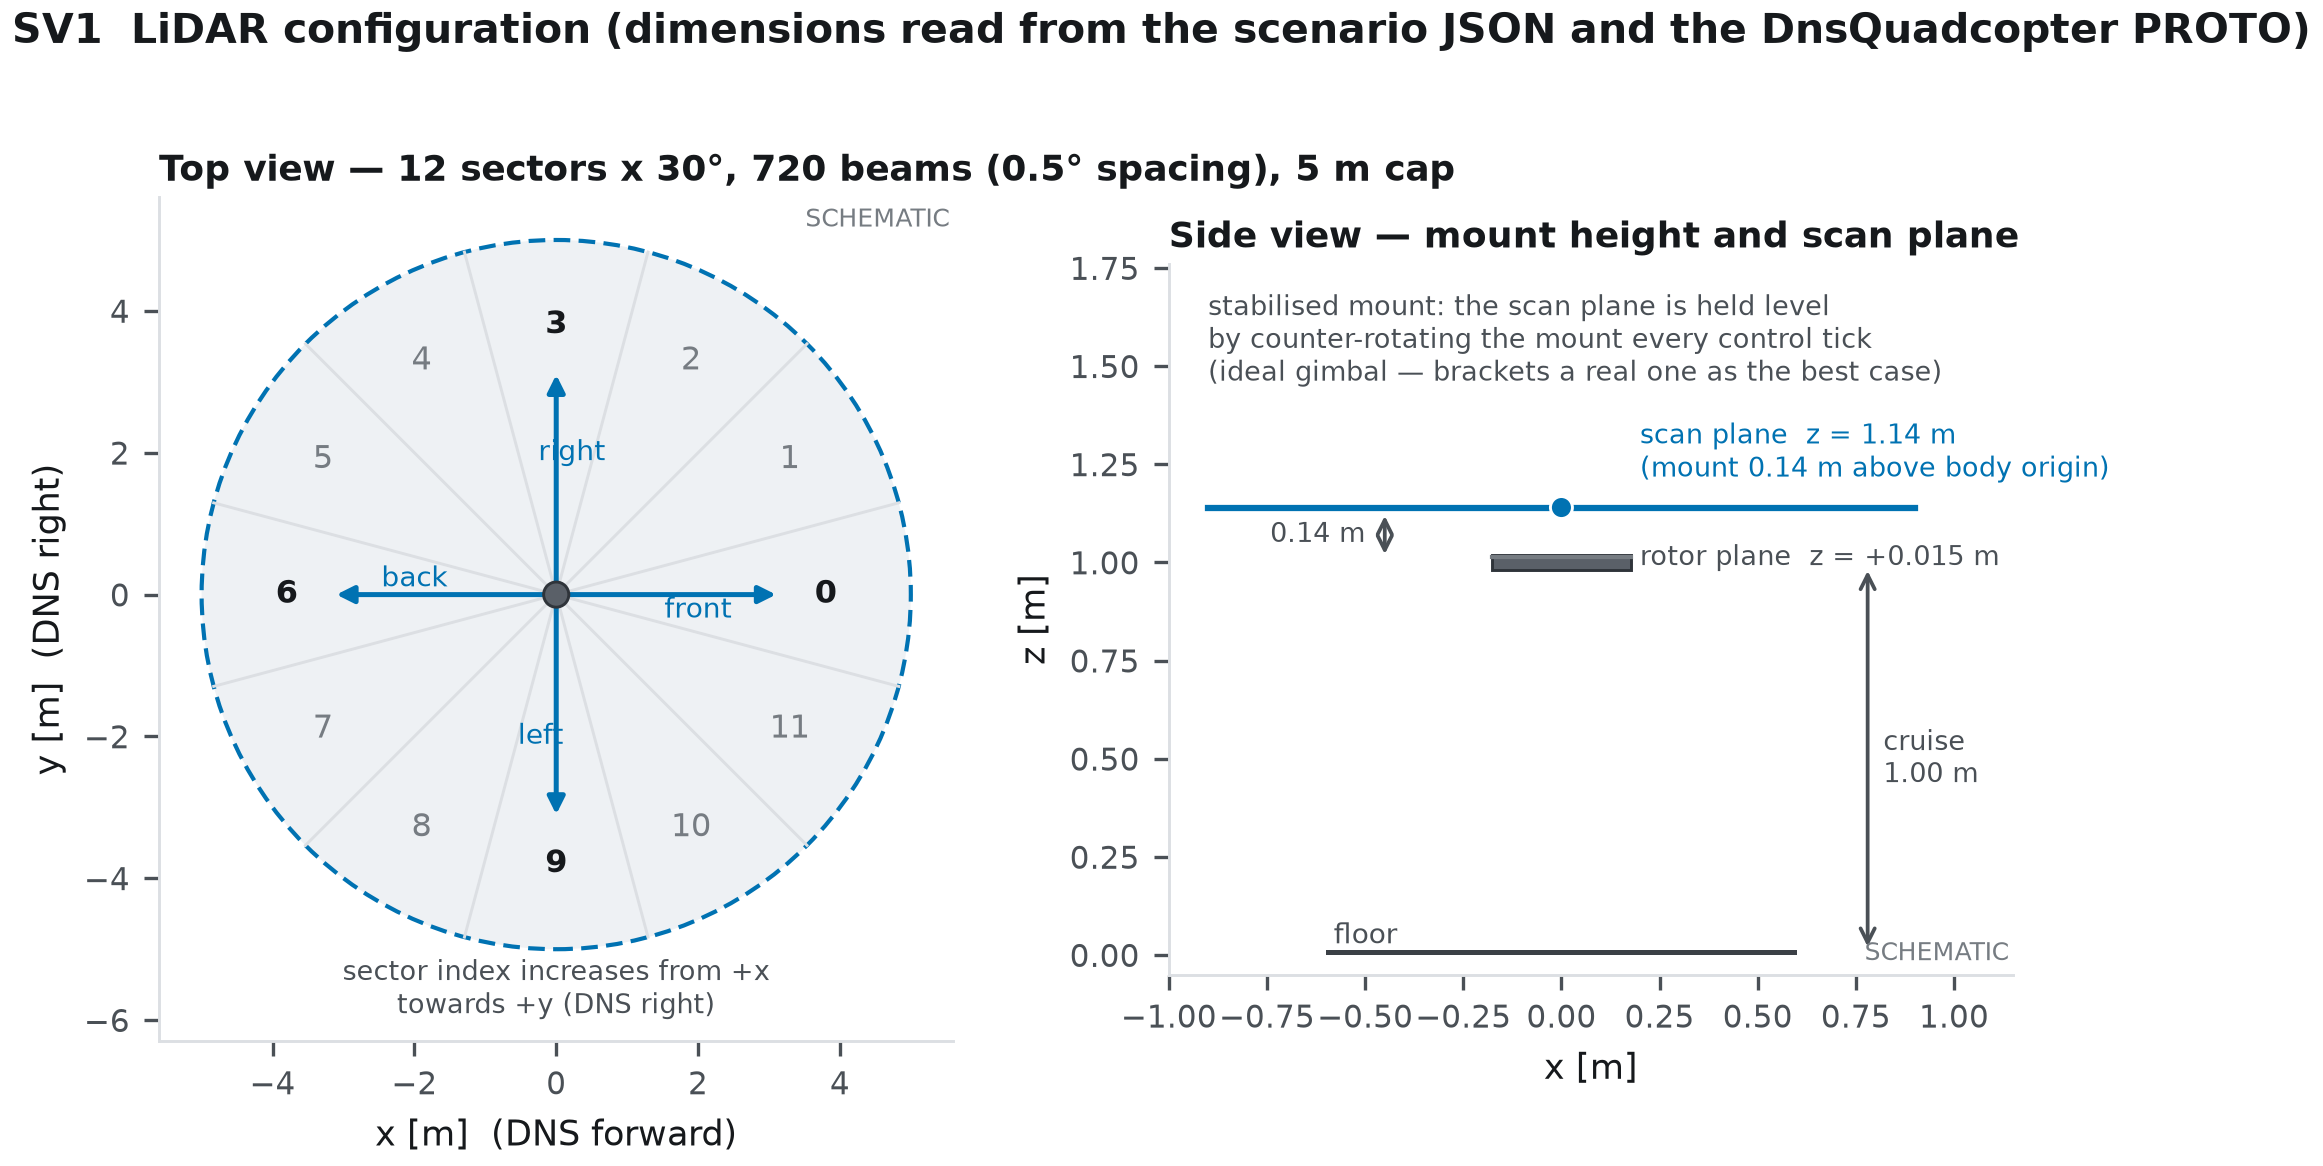 SV1  LiDAR configuration (dimensions read from the scenario JSON and the DnsQuadcopter PROTO)
Top view — 12 sectors x 30°, 720 beams (0.5° spacing), 5 m cap
SCHEMATIC
y [m]  (DNS right)
4
2
0
−2
−4
−6
3
4
2
right
5
1
back
6
0
front
7
11
left
8
10
9
sector index increases from +x
towards +y (DNS right)
−4
−2
0
2
4
x [m]  (DNS forward)
Side view — mount height and scan plane
z [m]
1.75
1.50
1.25
1.00
0.75
0.50
0.25
0.00
stabilised mount: the scan plane is held level
by counter-rotating the mount every control tick
(ideal gimbal — brackets a real one as the best case)
scan plane  z = 1.14 m
(mount 0.14 m above body origin)
0.14 m
rotor plane  z = +0.015 m
cruise
1.00 m
floor
SCHEMATIC
−1.00
−0.75
−0.50
−0.25
0.00
0.25
0.50
0.75
1.00
x [m]